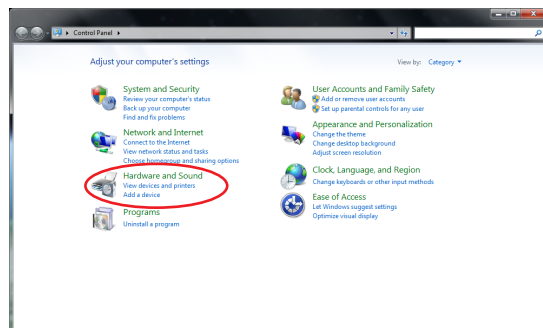 Control Panel
Adjust your computer's settings
View by: Category
System and Security
Review your computer's status
Back up your computer
Find and fix problems
Network and Internet
Connect to the Internet
View network status and tasks
Choose homegroup and sharing options
Hardware and Sound
View devices and printers
Add a device
Programs
Uninstall a program
User Accounts and Family Safety
Add or remove user accounts
Set up parental controls for any user
Appearance and Personalization
Change the theme
Change desktop background
Adjust screen resolution
Clock, Language, and Region
Change keyboards or other input methods
Ease of Access
Let Windows suggest settings
Optimize visual display